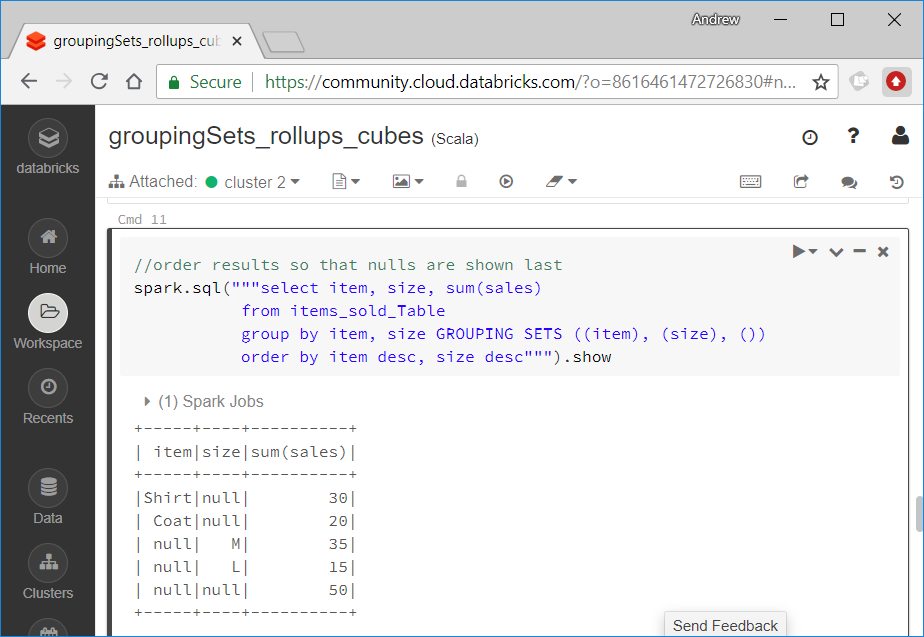 Andrew
groupingSets_rollups_cub
Secure
https://community.cloud.databricks.com/?o=8616461472726830#n...
databricks
groupingSets_rollups_cubes (Scala)
?
Attached: cluster 2
Home
Workspace
Recents
Data
Clusters
Cmd 11
//order results so that nulls are shown last
spark.sql("""select item, size, sum(sales)
from items_sold_Table
group by item, size GROUPING SETS ((item), (size), ())
order by item desc, size desc""").show
(1) Spark Jobs
+-----+----+----------+
| item|size|sum(sales)|
+-----+----+----------+
|Shirt|null|        30|
| Coat|null|        20|
| null|   M|        35|
| null|   L|        15|
| null|null|        50|
+-----+----+----------+
Send Feedback